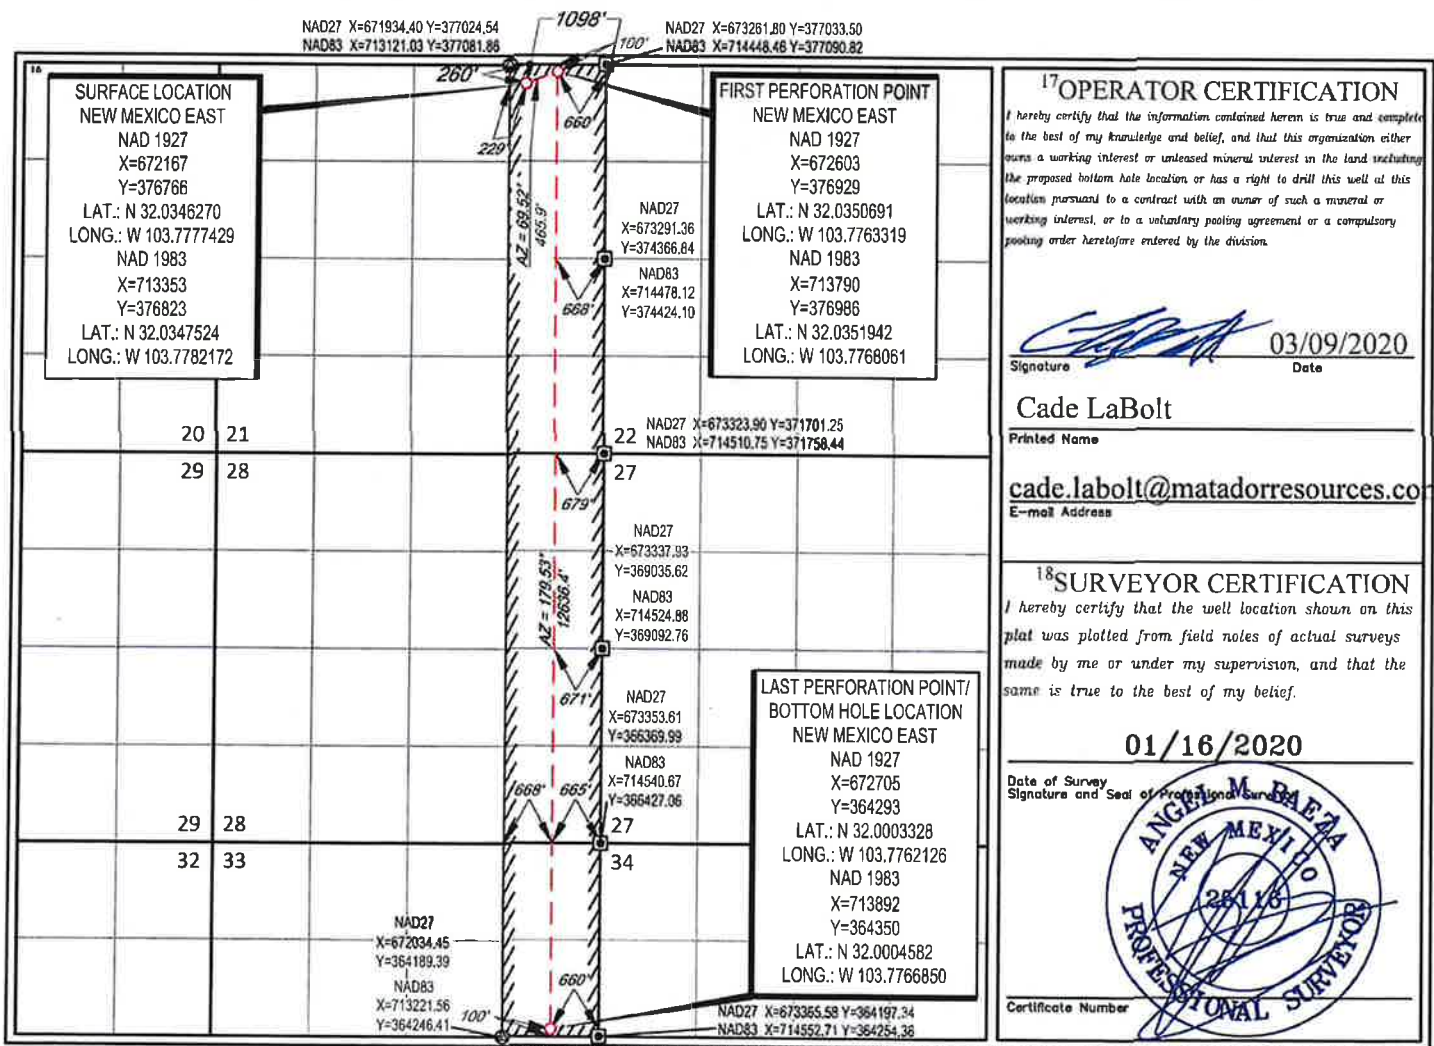 NAD27 X=671934.40 Y=377024.54
NAD83 X=713121.03 Y=377081.86
1098'
NAD27 X=673261.80 Y=377033.50
NAD83 X=714448.46 Y=377090.82
100'
260'
16
SURFACE LOCATION
NEW MEXICO EAST
NAD 1927
X=672167
Y=376766
LAT.: N 32.0346270
LONG.: W 103.7777429
NAD 1983
X=713353
Y=376823
LAT.: N 32.0347524
LONG.: W 103.7782172
229'
660'
AZ = 69.52°
465.9'
FIRST PERFORATION POINT
NEW MEXICO EAST
NAD 1927
X=672603
Y=376929
LAT.: N 32.0350691
LONG.: W 103.7763319
NAD 1983
X=713790
Y=376986
LAT.: N 32.0351942
LONG.: W 103.7768061
NAD27
X=673291.36
Y=374366.84
NAD83
X=714478.12
Y=374424.10
668'
20 21
29 28
22
27
NAD27 X=673323.90 Y=371701.25
NAD83 X=714510.75 Y=371758.44
679'
NAD27
X=673337.93
Y=369035.62
NAD83
X=714524.88
Y=369092.76
AZ = 179.53°
12636.4'
671'
NAD27
X=673353.61
Y=366369.99
NAD83
X=714540.67
Y=366427.06
668' 665'
29 28
32 33
27
34
LAST PERFORATION POINT/
BOTTOM HOLE LOCATION
NEW MEXICO EAST
NAD 1927
X=672705
Y=364293
LAT.: N 32.0003328
LONG.: W 103.7762126
NAD 1983
X=713892
Y=364350
LAT.: N 32.0004582
LONG.: W 103.7766850
NAD27
X=672034.45
Y=364189.39
NAD83
X=713221.56
Y=364246.41
100'
660'
NAD27 X=673365.58 Y=364197.34
NAD83 X=714552.71 Y=364254.36
17 OPERATOR CERTIFICATION
I hereby certify that the information contained herein is true and complete
to the best of my knowledge and belief, and that this organization either
owns a working interest or unleased mineral interest in the land including
the proposed bottom hole location or has a right to drill this well at this
location pursuant to a contract with an owner of such a mineral or
working interest, or to a voluntary pooling agreement or a compulsory
pooling order heretofore entered by the division.
03/09/2020
Signature Date
Cade LaBolt
Printed Name
cade.labolt@matadorresources.co
E-mail Address
18 SURVEYOR CERTIFICATION
I hereby certify that the well location shown on this
plat was plotted from field notes of actual surveys
made by me or under my supervision, and that the
same is true to the best of my belief.
01/16/2020
Date of Survey
Signature and Seal of Professional Surveyor
ANGEL M. BAEZA
NEW MEXICO
25116
PROFESSIONAL SURVEYOR
Certificate Number